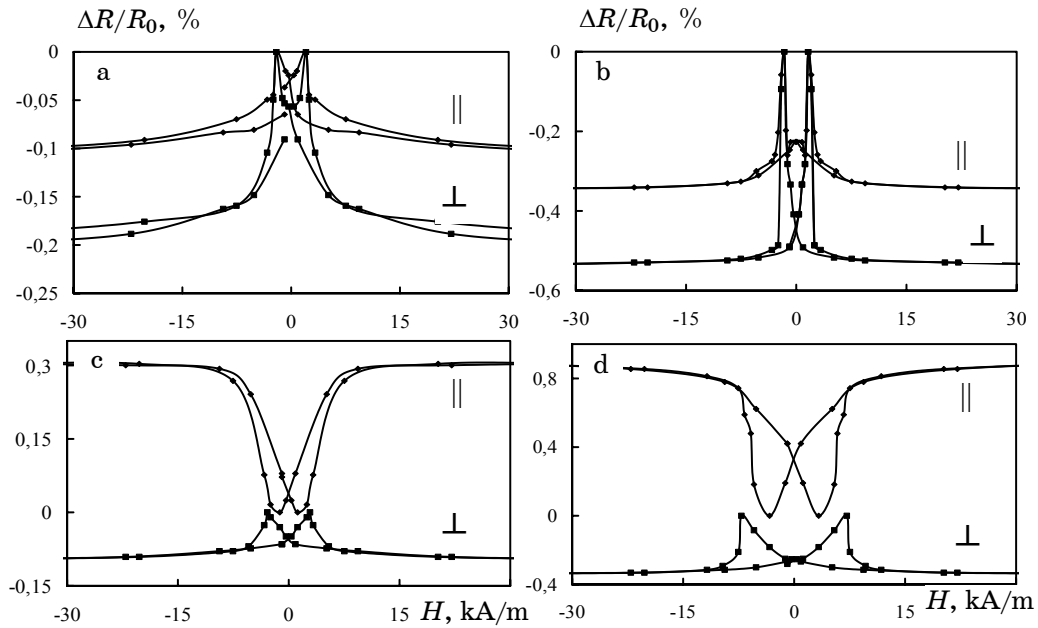 ΔR/R₀, % ΔR/R₀, %
0 a ∥ ⊥
-0,05
-0,1
-0,15
-0,2
-0,25
-30 -15 0 15 30
0 b ∥ ⊥
-0,2
-0,4
-0,6
-30 -15 0 15 30
0,3 c ∥ ⊥
0,15
0
-0,15
-30 -15 0 H, kA/m 30
0,8 d ∥ ⊥
0,4
0
-0,4
-30 -15 0 15 H, kA/m